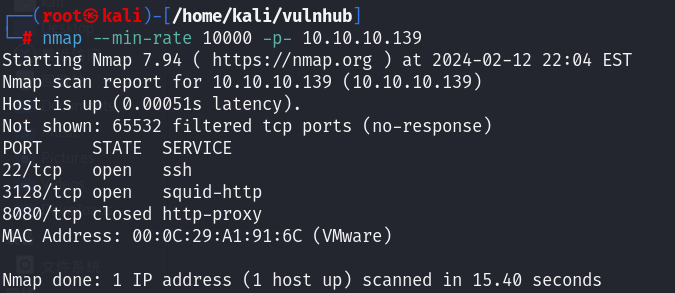 ┌──(root㉿kali)-[/home/kali/vulnhub]
└─# nmap --min-rate 10000 -p- 10.10.10.139
Starting Nmap 7.94 ( https://nmap.org ) at 2024-02-12 22:04 EST
Nmap scan report for 10.10.10.139 (10.10.10.139)
Host is up (0.00051s latency).
Not shown: 65532 filtered tcp ports (no-response)
PORT     STATE  SERVICE
22/tcp   open   ssh
3128/tcp open   squid-http
8080/tcp closed http-proxy
MAC Address: 00:0C:29:A1:91:6C (VMware)
Nmap done: 1 IP address (1 host up) scanned in 15.40 seconds